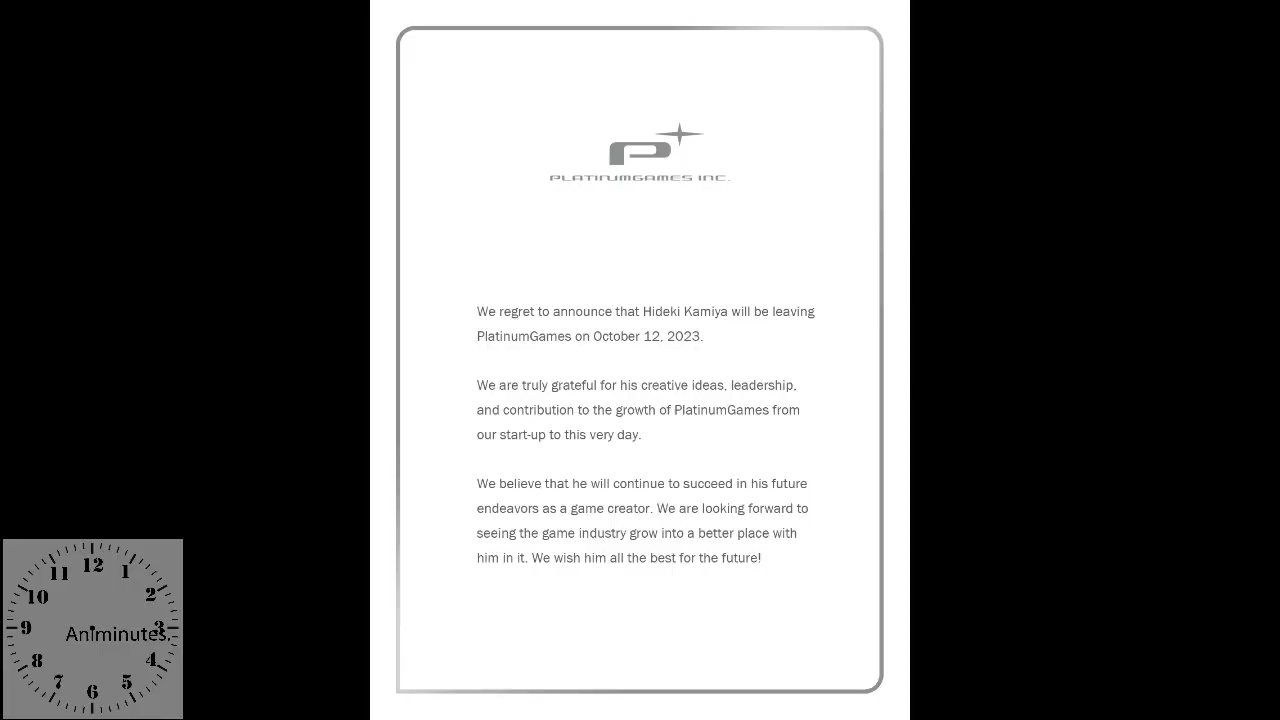 P
PLATINUMGAMES INC.
We regret to announce that Hideki Kamiya will be leaving
PlatinumGames on October 12, 2023.
We are truly grateful for his creative ideas, leadership,
and contribution to the growth of PlatinumGames from
our start-up to this very day.
We believe that he will continue to succeed in his future
endeavors as a game creator. We are looking forward to
seeing the game industry grow into a better place with
him in it. We wish him all the best for the future!
12
11 1
10 2
9 Animinutes. 3
8 4
7 5
6